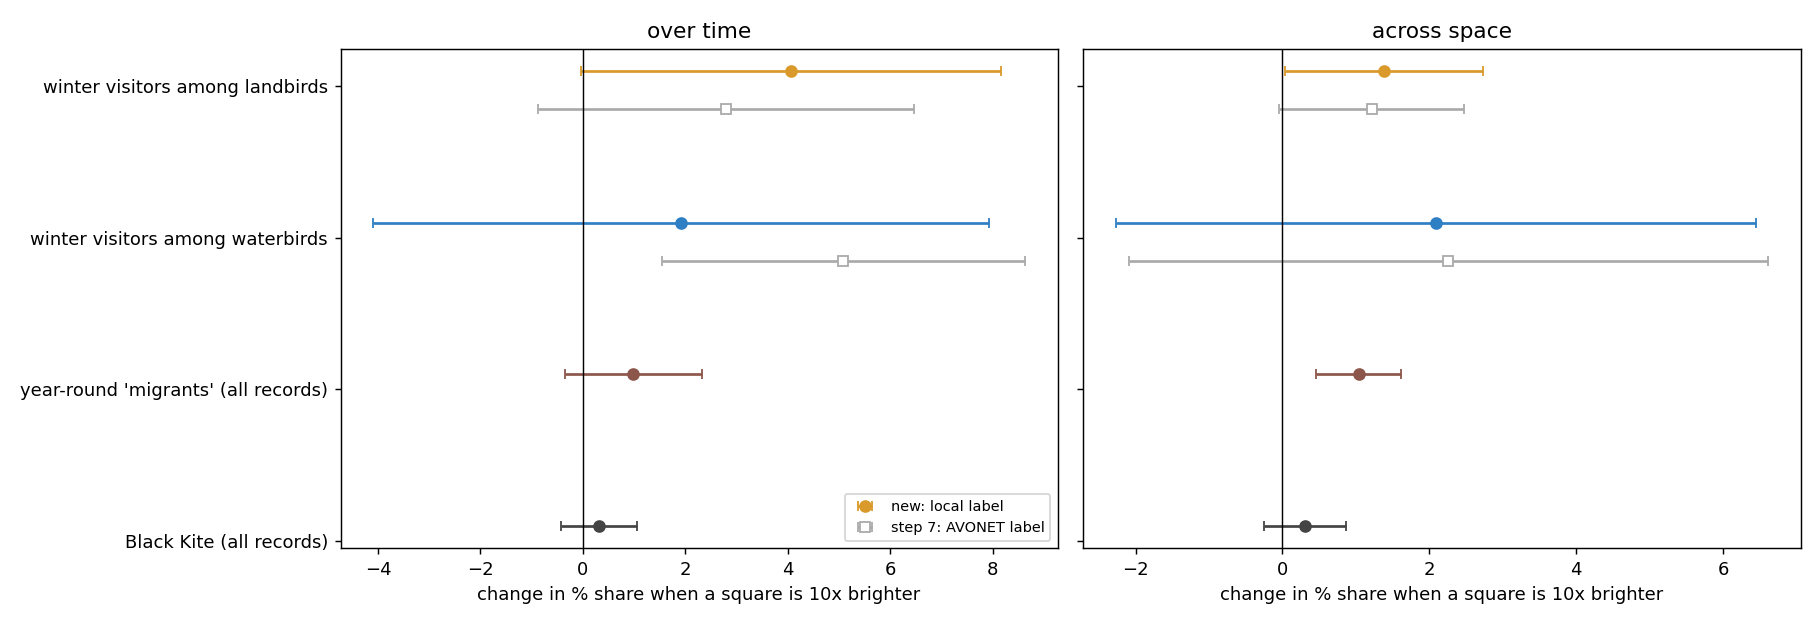 over time
across space
winter visitors among landbirds
winter visitors among waterbirds
year-round 'migrants' (all records)
Black Kite (all records)
new: local label
step 7: AVONET label
−4 −2 0 2 4 6 8
−2 0 2 4 6
change in % share when a square is 10x brighter
change in % share when a square is 10x brighter